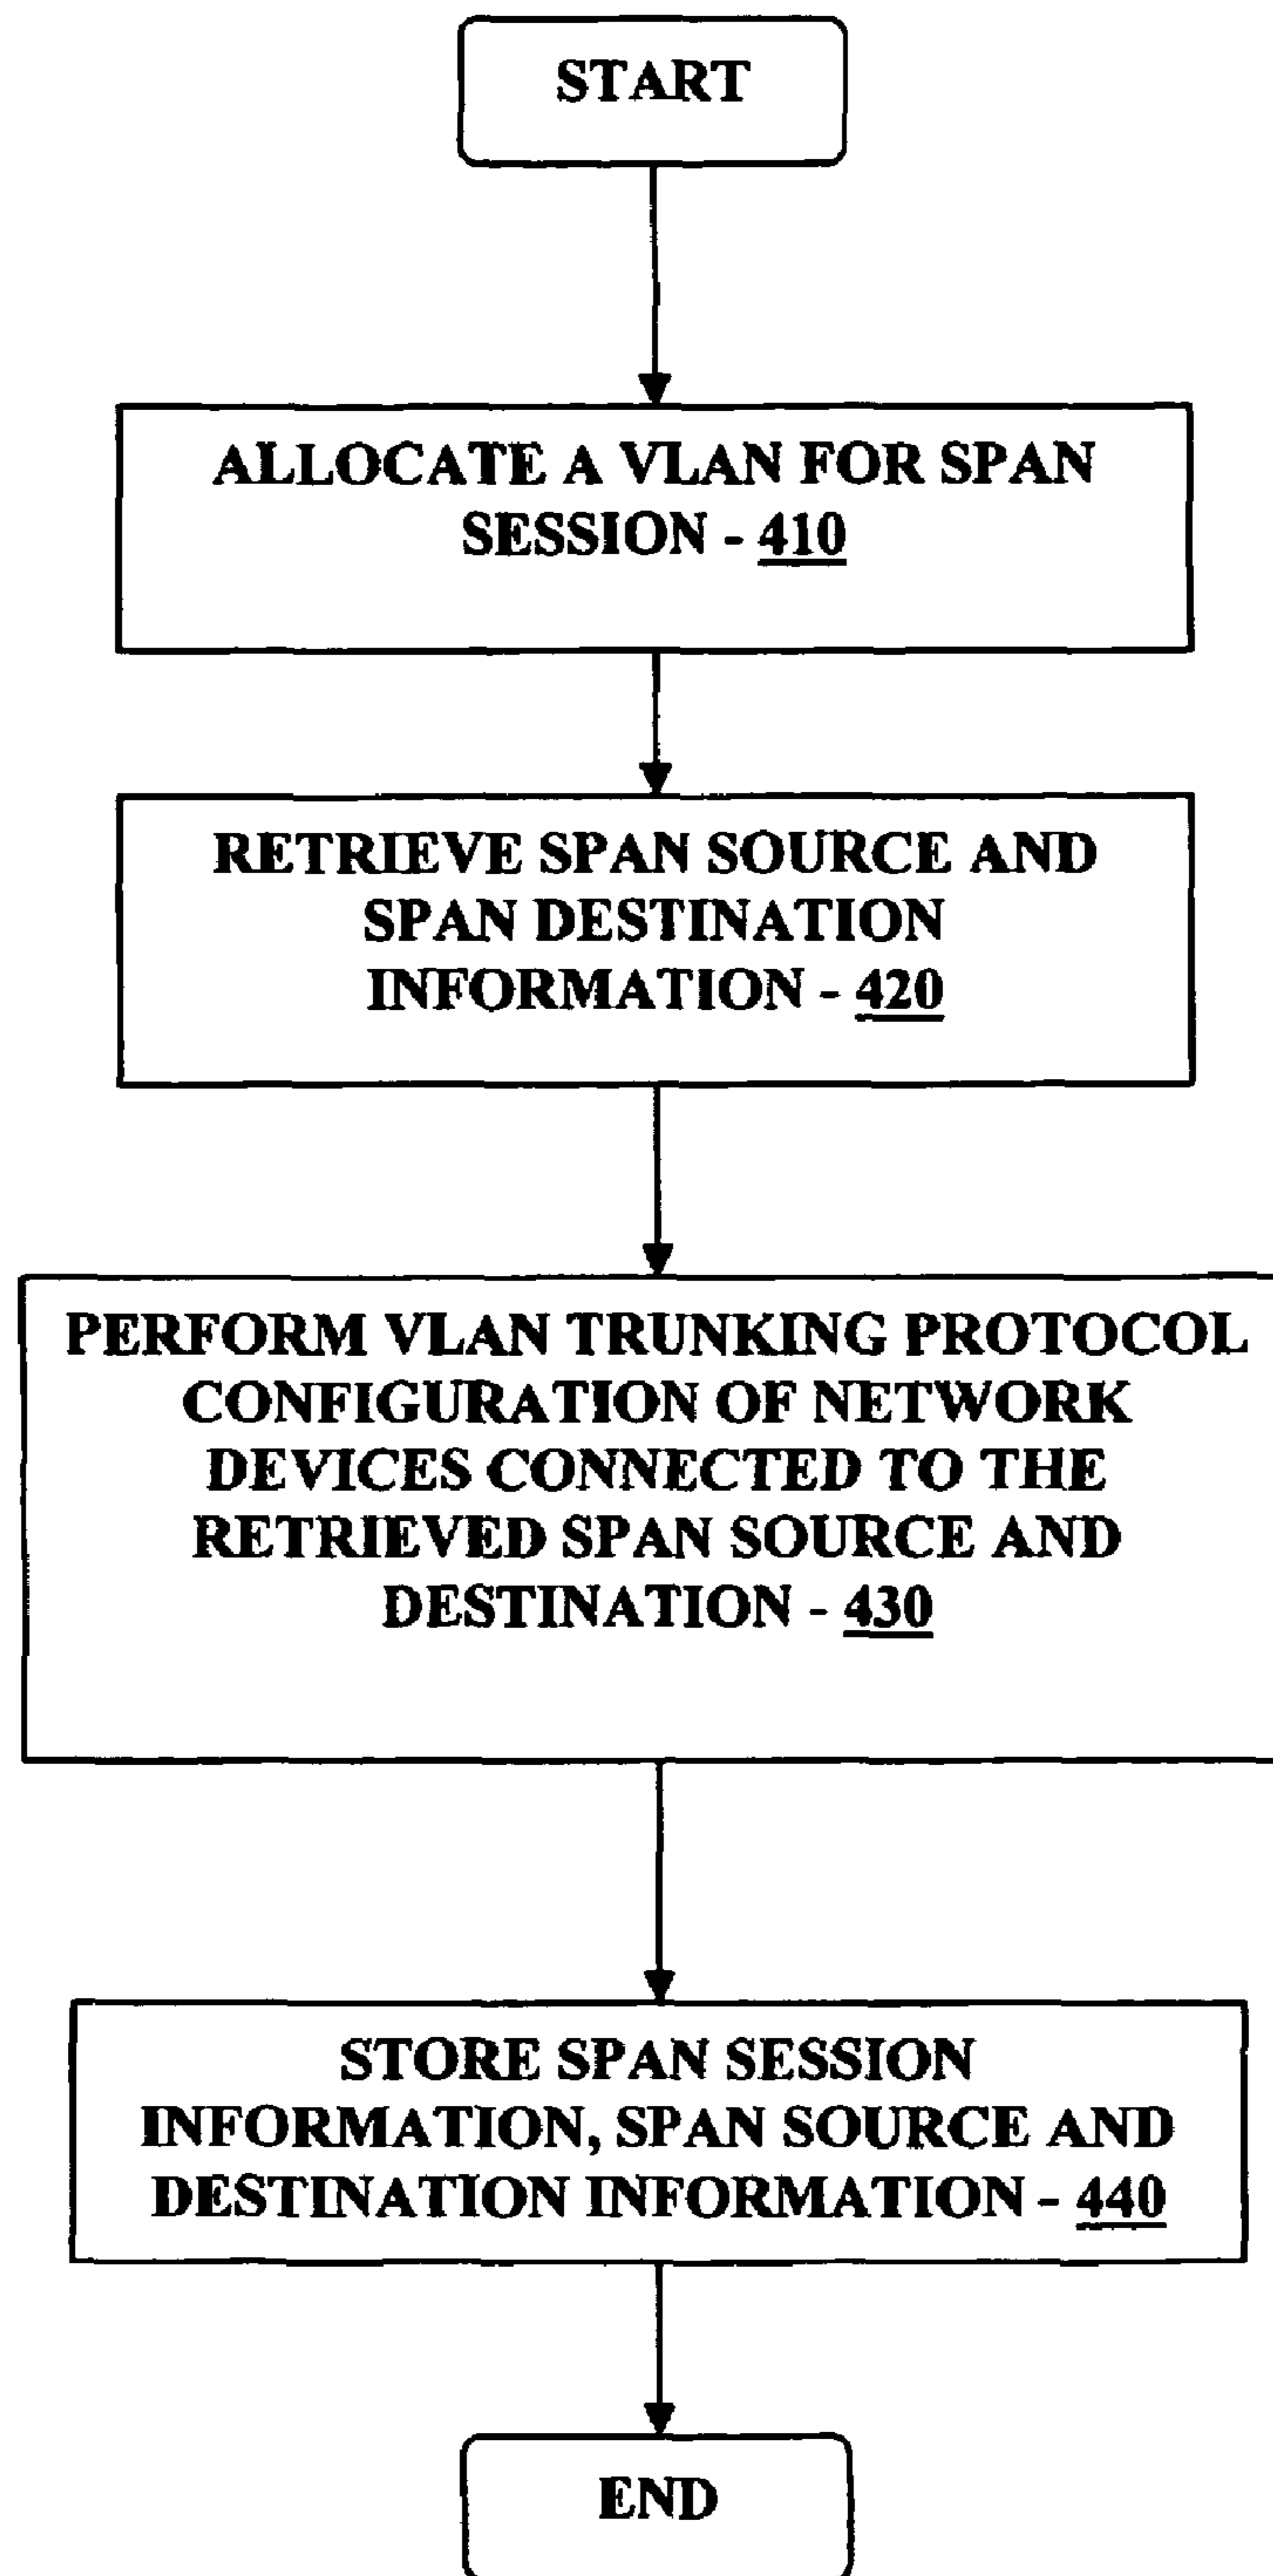 START
ALLOCATE A VLAN FOR SPAN
SESSION - 410
RETRIEVE SPAN SOURCE AND
SPAN DESTINATION
INFORMATION - 420
PERFORM VLAN TRUNKING PROTOCOL
CONFIGURATION OF NETWORK
DEVICES CONNECTED TO THE
RETRIEVED SPAN SOURCE AND
DESTINATION - 430
STORE SPAN SESSION
INFORMATION, SPAN SOURCE AND
DESTINATION INFORMATION - 440
END